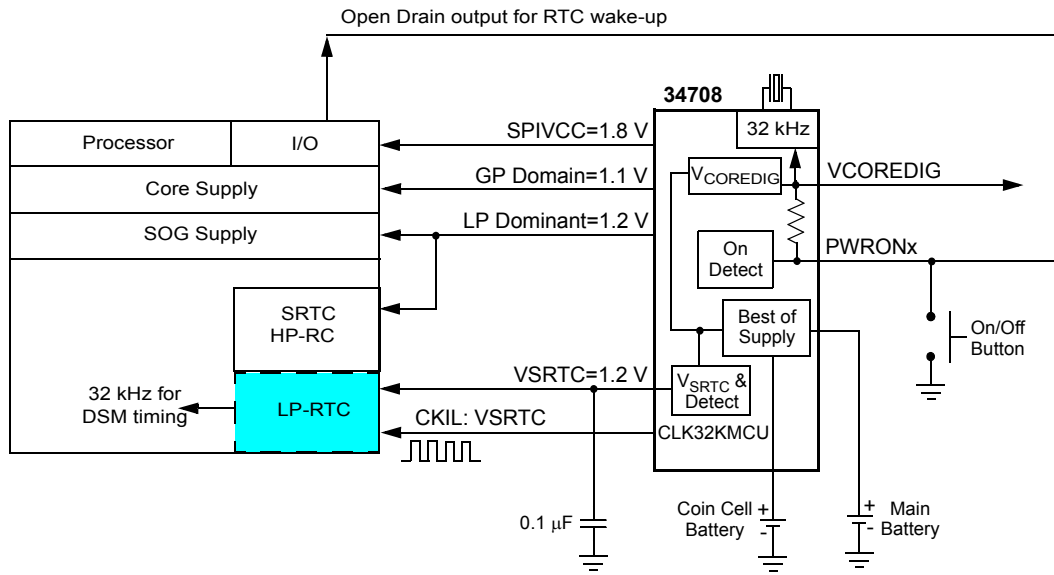 Open Drain output for RTC wake-up
34708
Processor
I/O
SPIVCC=1.8 V
32 kHz
Core Supply
GP Domain=1.1 V
VCOREDIG
VCOREDIG
SOG Supply
LP Dominant=1.2 V
On
Detect
PWRONx
SRTC
HP-RC
Best of
Supply
On/Off
Button
32 kHz for
DSM timing
LP-RTC
VSRTC=1.2 V
VSRTC &
Detect
CKIL: VSRTC
CLK32KMCU
0.1 μF
Coin Cell
Battery
+
-
+
-
Main
Battery